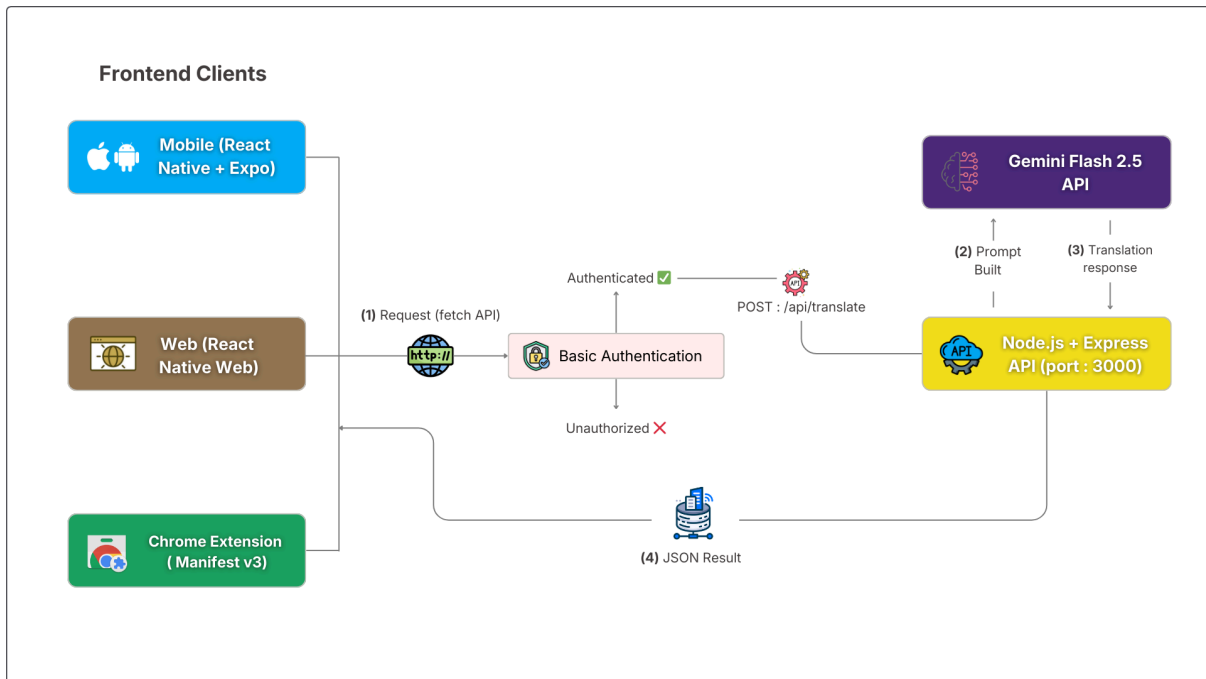 Frontend Clients
Mobile (React
Native + Expo)
Gemini Flash 2.5
API
(2) Prompt
Built
(3) Translation
response
Authenticated ✅
API
POST : /api/translate
(1) Request (fetch API)
Web (React
Native Web)
http://
Basic Authentication
API
Node.js + Express
API (port : 3000)
Unauthorized ❌
Chrome Extension
( Manifest v3)
(4) JSON Result